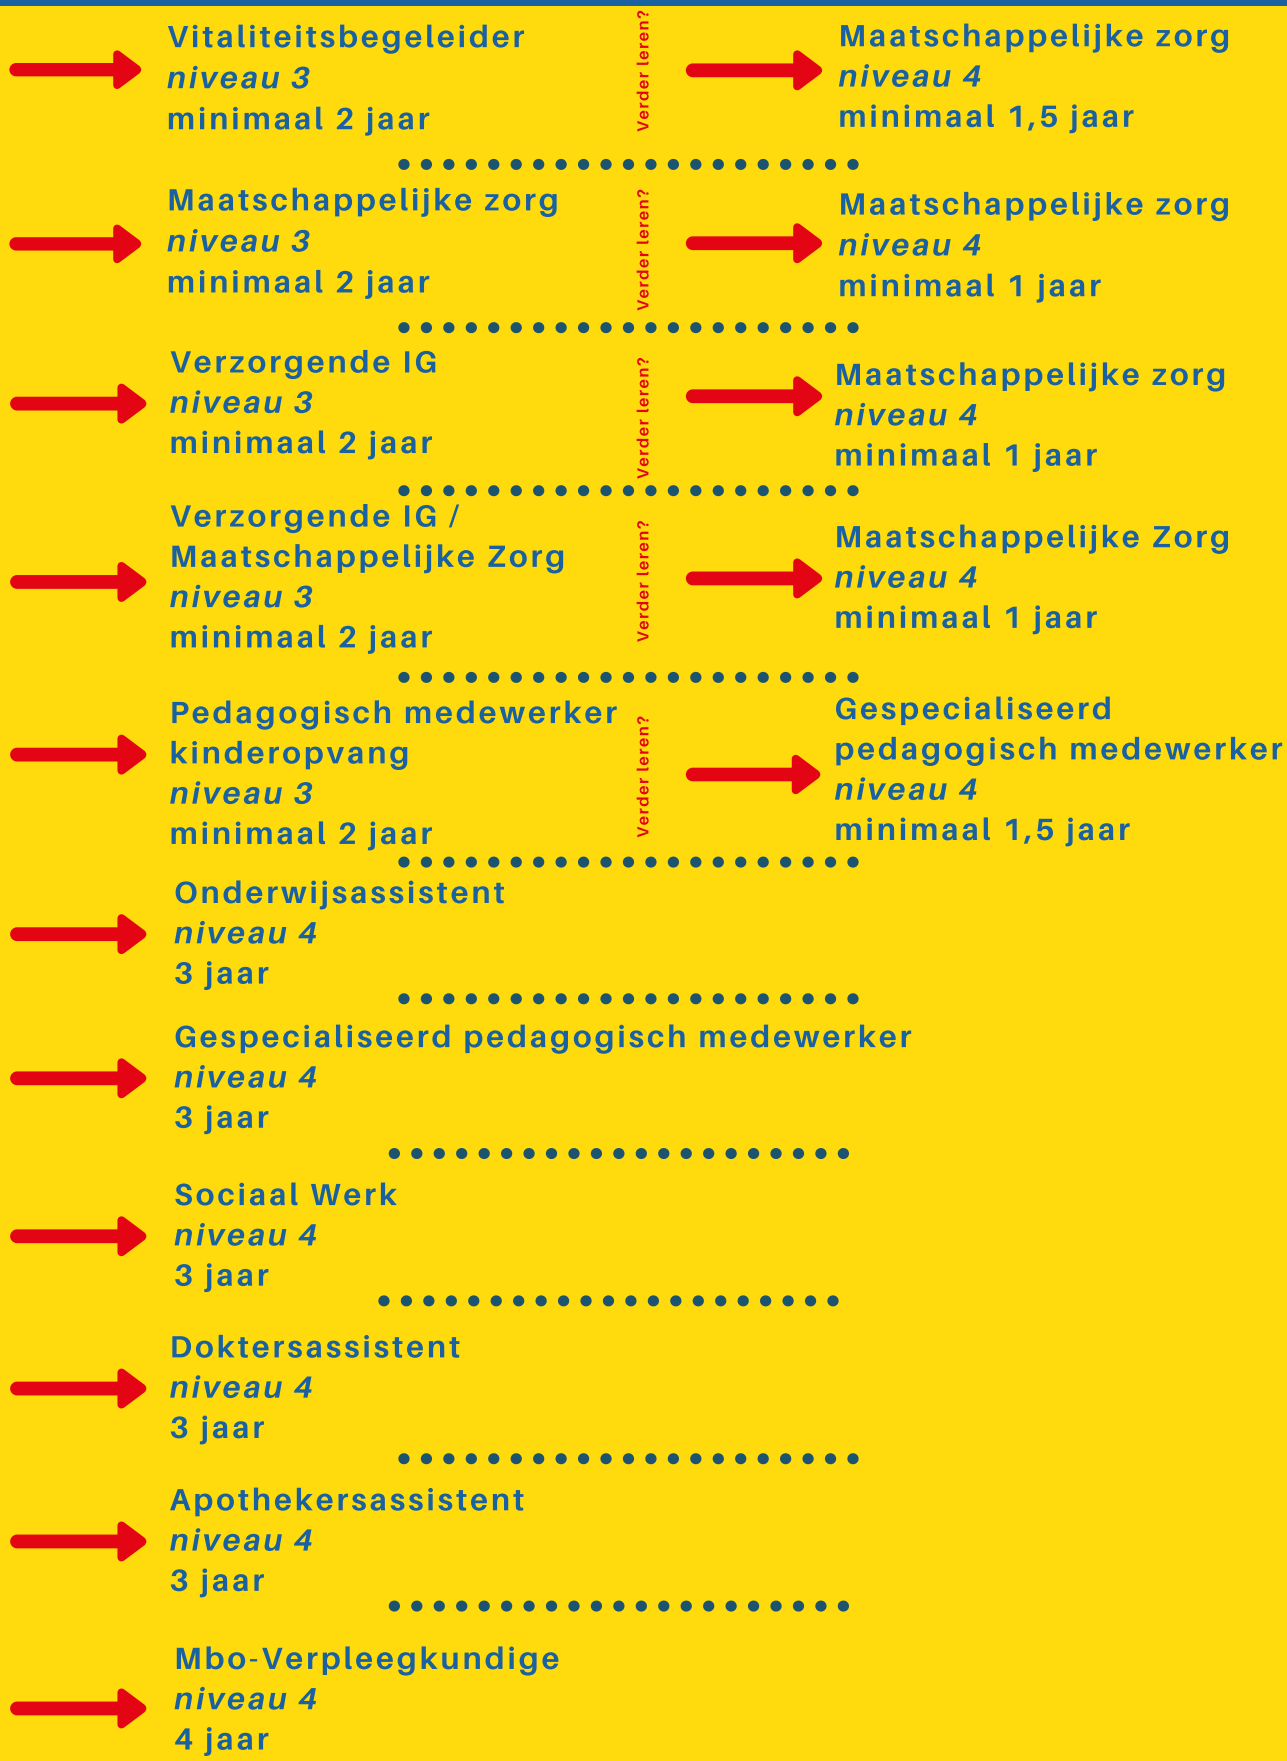 Vitaliteitsbegeleider
niveau 3
minimaal 2 jaar
Verder leren?
Maatschappelijke zorg
niveau 4
minimaal 1,5 jaar
Maatschappelijke zorg
niveau 3
minimaal 2 jaar
Verder leren?
Maatschappelijke zorg
niveau 4
minimaal 1 jaar
Verzorgende IG
niveau 3
minimaal 2 jaar
Verder leren?
Maatschappelijke zorg
niveau 4
minimaal 1 jaar
Verzorgende IG /
Maatschappelijke Zorg
niveau 3
minimaal 2 jaar
Verder leren?
Maatschappelijke Zorg
niveau 4
minimaal 1 jaar
Pedagogisch medewerker
kinderopvang
niveau 3
minimaal 2 jaar
Verder leren?
Gespecialiseerd
pedagogisch medewerker
niveau 4
minimaal 1,5 jaar
Onderwijsassistent
niveau 4
3 jaar
Gespecialiseerd pedagogisch medewerker
niveau 4
3 jaar
Sociaal Werk
niveau 4
3 jaar
Doktersassistent
niveau 4
3 jaar
Apothekersassistent
niveau 4
3 jaar
Mbo-Verpleegkundige
niveau 4
4 jaar